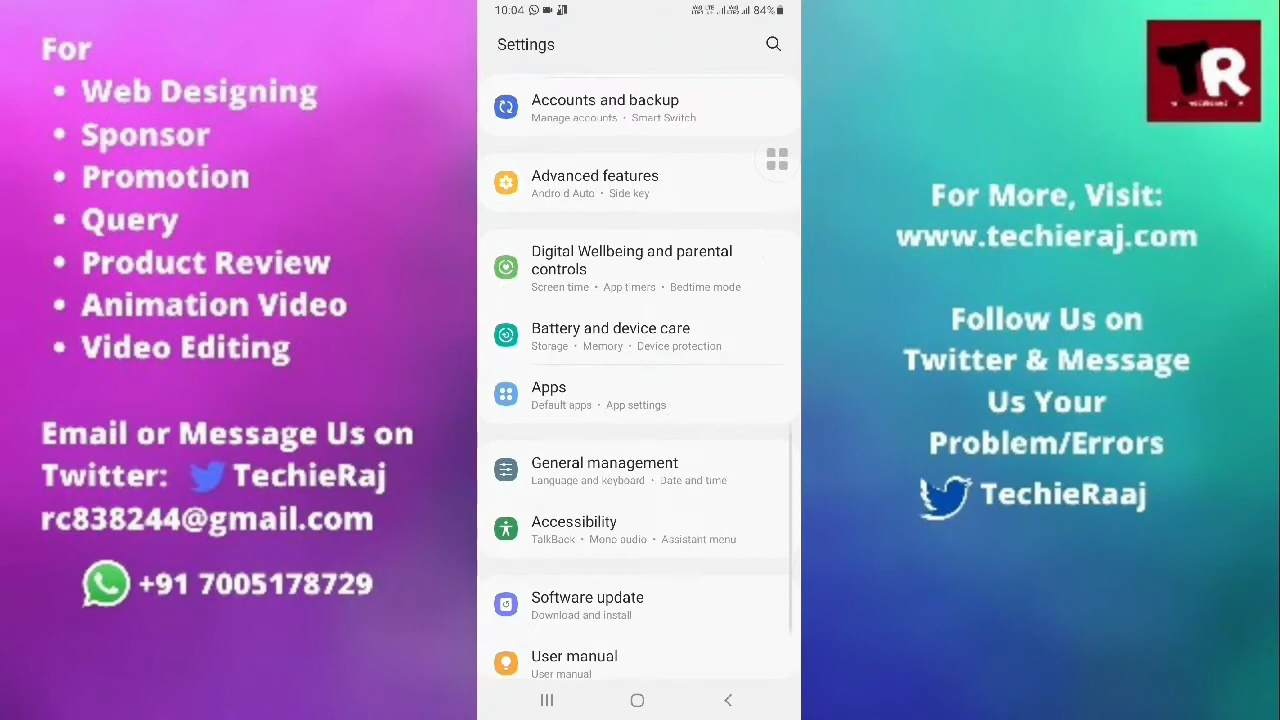 For
• Web Designing
• Sponsor
• Promotion
• Query
• Product Review
• Animation Video
• Video Editing
Email or Message Us on
Twitter: TechieRaj
rc838244@gmail.com
+91 7005178729
10:04
84%
Settings
Accounts and backup
Manage accounts • Smart Switch
Advanced features
Android Auto • Side key
Digital Wellbeing and parental
controls
Screen time • App timers • Bedtime mode
Battery and device care
Storage • Memory • Device protection
Apps
Default apps • App settings
General management
Language and keyboard • Date and time
Accessibility
TalkBack • Mono audio • Assistant menu
Software update
Download and install
User manual
User manual
TR
For More, Visit:
www.techieraj.com
Follow Us on
Twitter & Message
Us Your
Problem/Errors
TechieRaaj